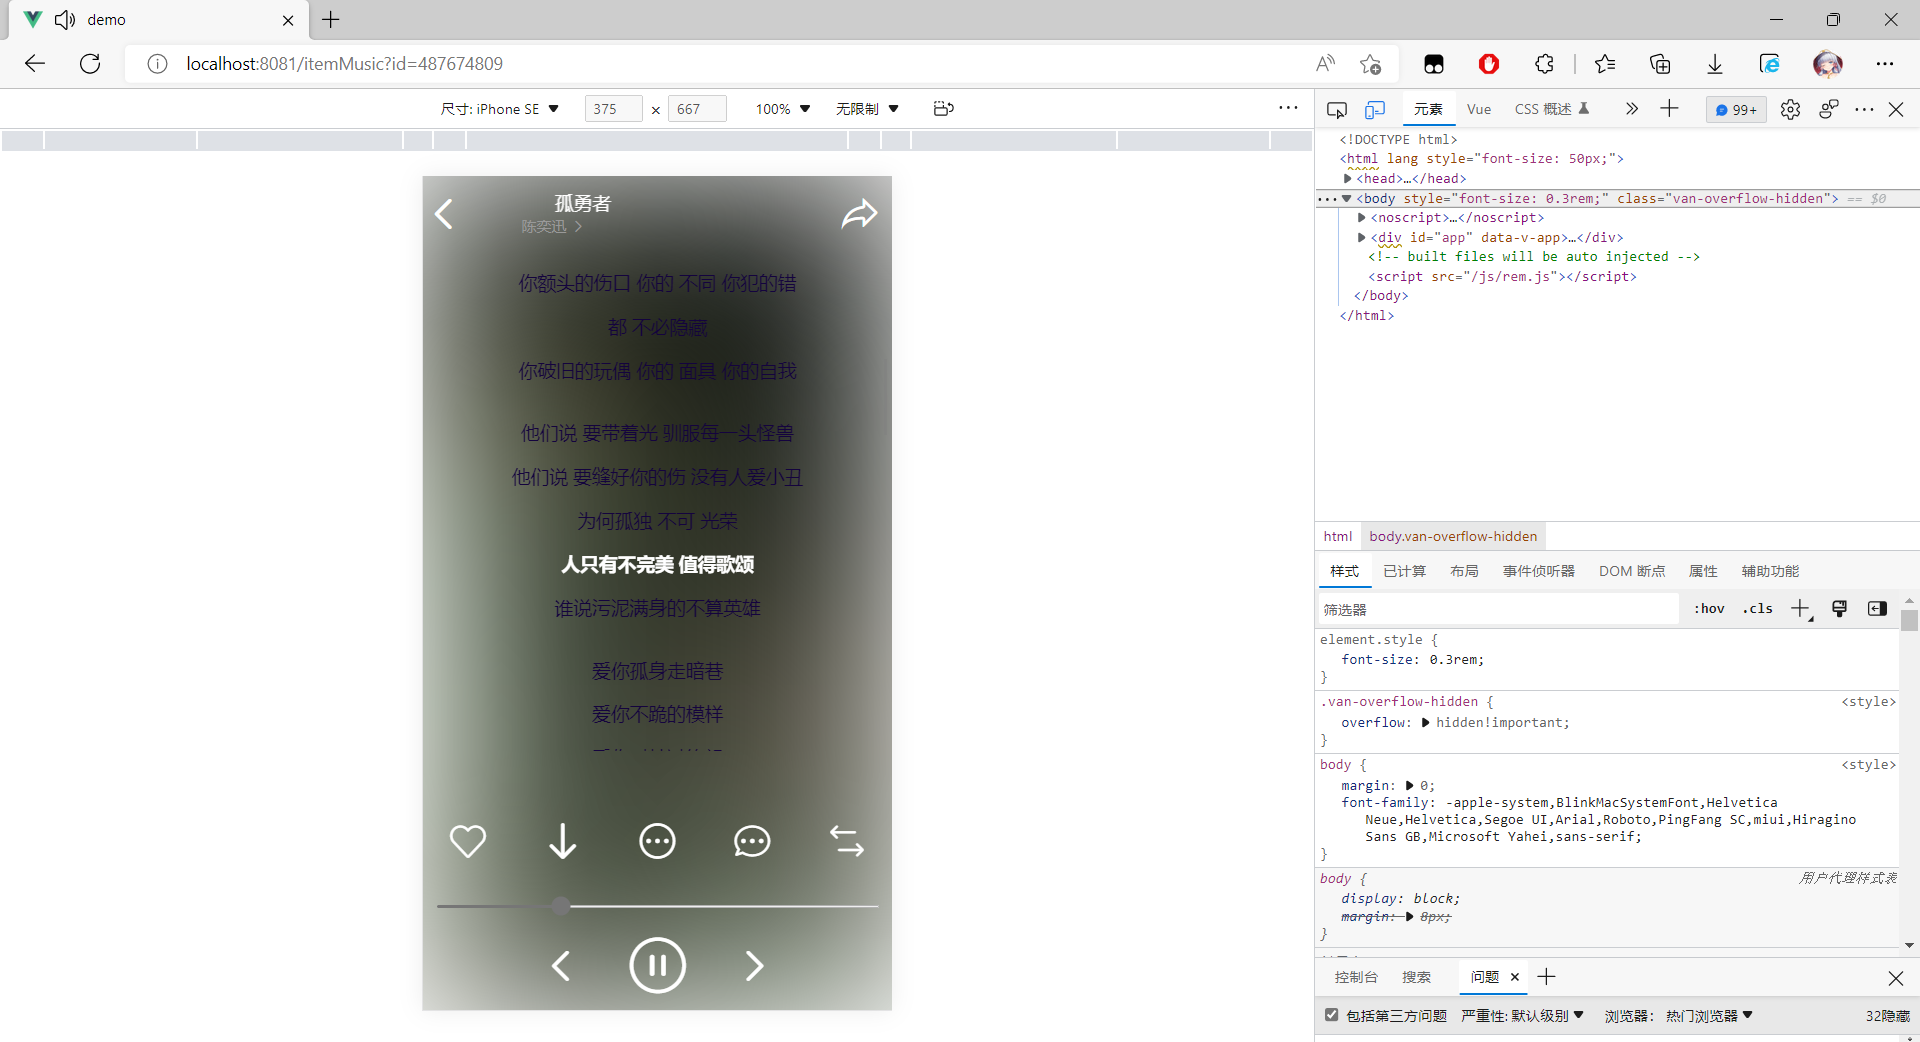 demo
localhost:8081/itemMusic?id=487674809
尺寸: iPhone SE
375
×
667
100%
无限制
元素
Vue
CSS 概述
99+
<!DOCTYPE html>
<html lang style="font-size: 50px;">
<head>…</head>
<body style="font-size: 0.3rem;" class="van-overflow-hidden"> == $0
<noscript>…</noscript>
<div id="app" data-v-app>…</div>
<!-- built files will be auto injected -->
<script src="/js/rem.js"></script>
</body>
</html>
孤勇者
陈奕迅
你额头的伤口 你的 不同 你犯的错
都 不必隐藏
你破旧的玩偶 你的 面具 你的自我
他们说 要带着光 驯服每一头怪兽
他们说 要缝好你的伤 没有人爱小丑
为何孤独 不可 光荣
人只有不完美 值得歌颂
谁说污泥满身的不算英雄
爱你孤身走暗巷
爱你不跪的模样
html
body.van-overflow-hidden
样式
已计算
布局
事件侦听器
DOM 断点
属性
辅助功能
筛选器
:hov
.cls
element.style {
font-size: 0.3rem;
}
.van-overflow-hidden {
<style>
overflow: hidden!important;
}
body {
<style>
margin: 0;
font-family: -apple-system,BlinkMacSystemFont,Helvetica
Neue,Helvetica,Segoe UI,Arial,Roboto,PingFang SC,miui,Hiragino
Sans GB,Microsoft Yahei,sans-serif;
}
body {
用户代理样式表
display: block;
margin: 8px;
}
控制台
搜索
问题
包括第三方问题
严重性: 默认级别
浏览器:
热门浏览器
32隐藏